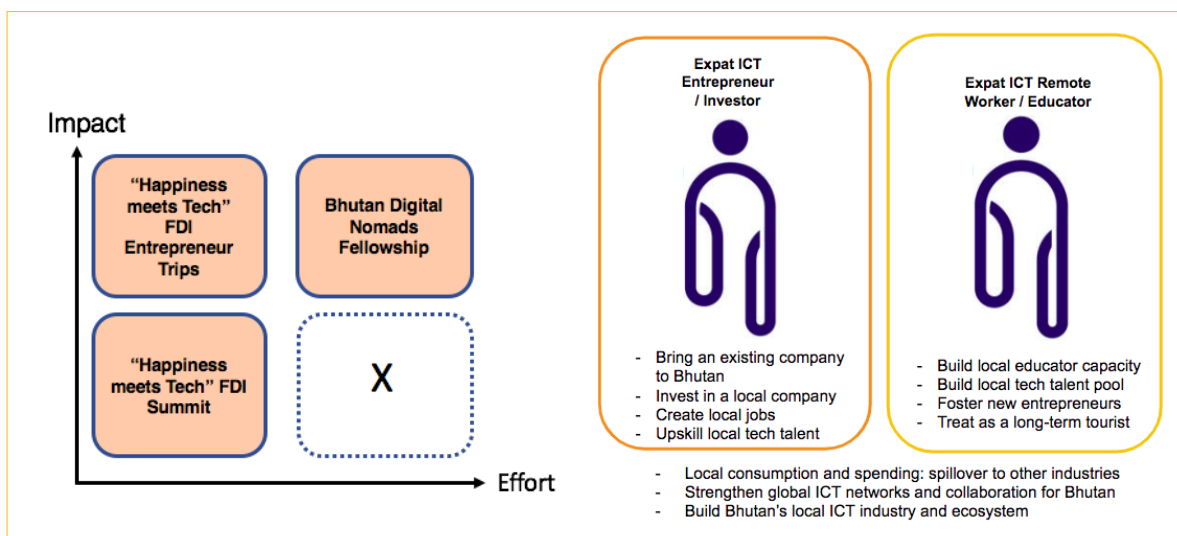 Impact
“Happiness
meets Tech”
FDI
Entrepreneur
Trips
Bhutan Digital
Nomads
Fellowship
“Happiness
meets Tech” FDI
Summit
X
Effort
Expat ICT
Entrepreneur
/ Investor
- Bring an existing company
to Bhutan
- Invest in a local company
- Create local jobs
- Upskill local tech talent
Expat ICT Remote
Worker / Educator
- Build local educator capacity
- Build local tech talent pool
- Foster new entrepreneurs
- Treat as a long-term tourist
- Local consumption and spending: spillover to other industries
- Strengthen global ICT networks and collaboration for Bhutan
- Build Bhutan’s local ICT industry and ecosystem